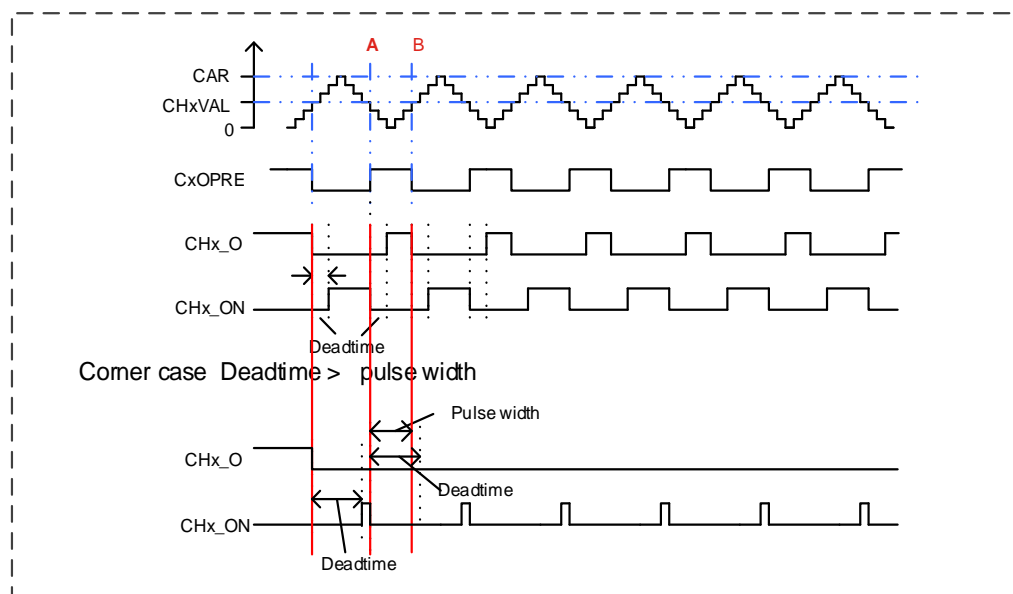 A B
CAR
CHxVAL
0
CxOPRE
CHx_O
CHx_ON
Deadtime
Corner case Deadtime > pulse width
Pulse width
CHx_O
Deadtime
CHx_ON
Deadtime